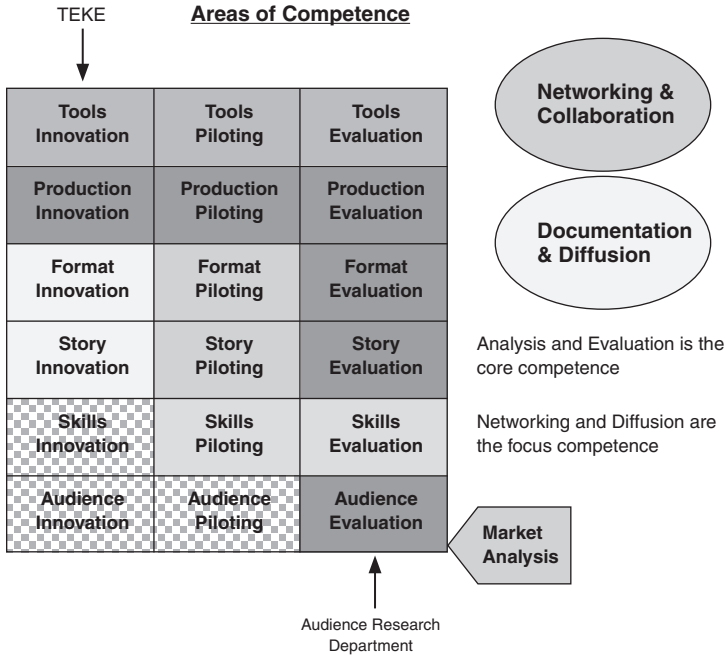 TEKE
Areas of Competence
Tools
Innovation
Tools
Piloting
Tools
Evaluation
Networking &
Collaboration
Production
Innovation
Production
Piloting
Production
Evaluation
Documentation
& Diffusion
Format
Innovation
Format
Piloting
Format
Evaluation
Story
Innovation
Story
Piloting
Story
Evaluation
Analysis and Evaluation is the
core competence
Skills
Innovation
Skills
Piloting
Skills
Evaluation
Networking and Diffusion are
the focus competence
Audience
Innovation
Audience
Piloting
Audience
Evaluation
Market
Analysis
Audience Research
Department